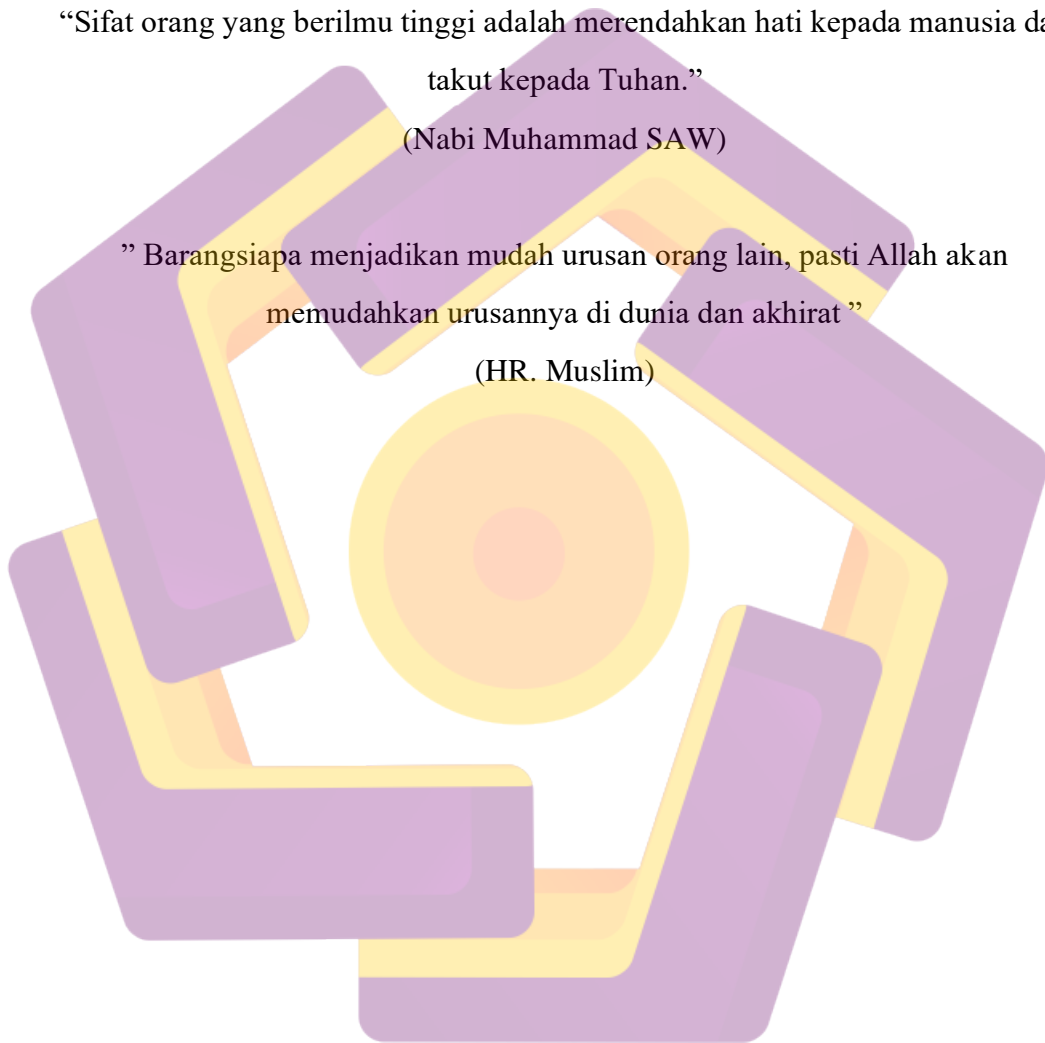 “Sifat orang yang berilmu tinggi adalah merendahkan hati kepada manusia da
takut kepada Tuhan.”
(Nabi Muhammad SAW)
” Barangsiapa menjadikan mudah urusan orang lain, pasti Allah akan
memudahkan urusannya di dunia dan akhirat ”
(HR. Muslim)